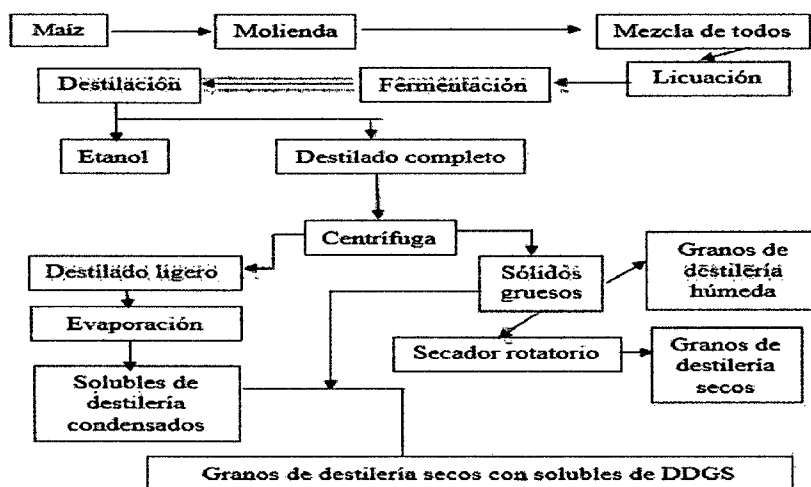 Maíz
Molienda
Mezcla de todos
Licuación
Fermentación
Destilación
Etanol
Destilado completo
Centrífuga
Destilado ligero
Sólidos
gruesos
Granos de
destilería
húmeda
Evaporación
Secador rotatorio
Granos de
destilería
secos
Solubles de
destilería
condensados
Granos de destilería secos con solubles de DDGS